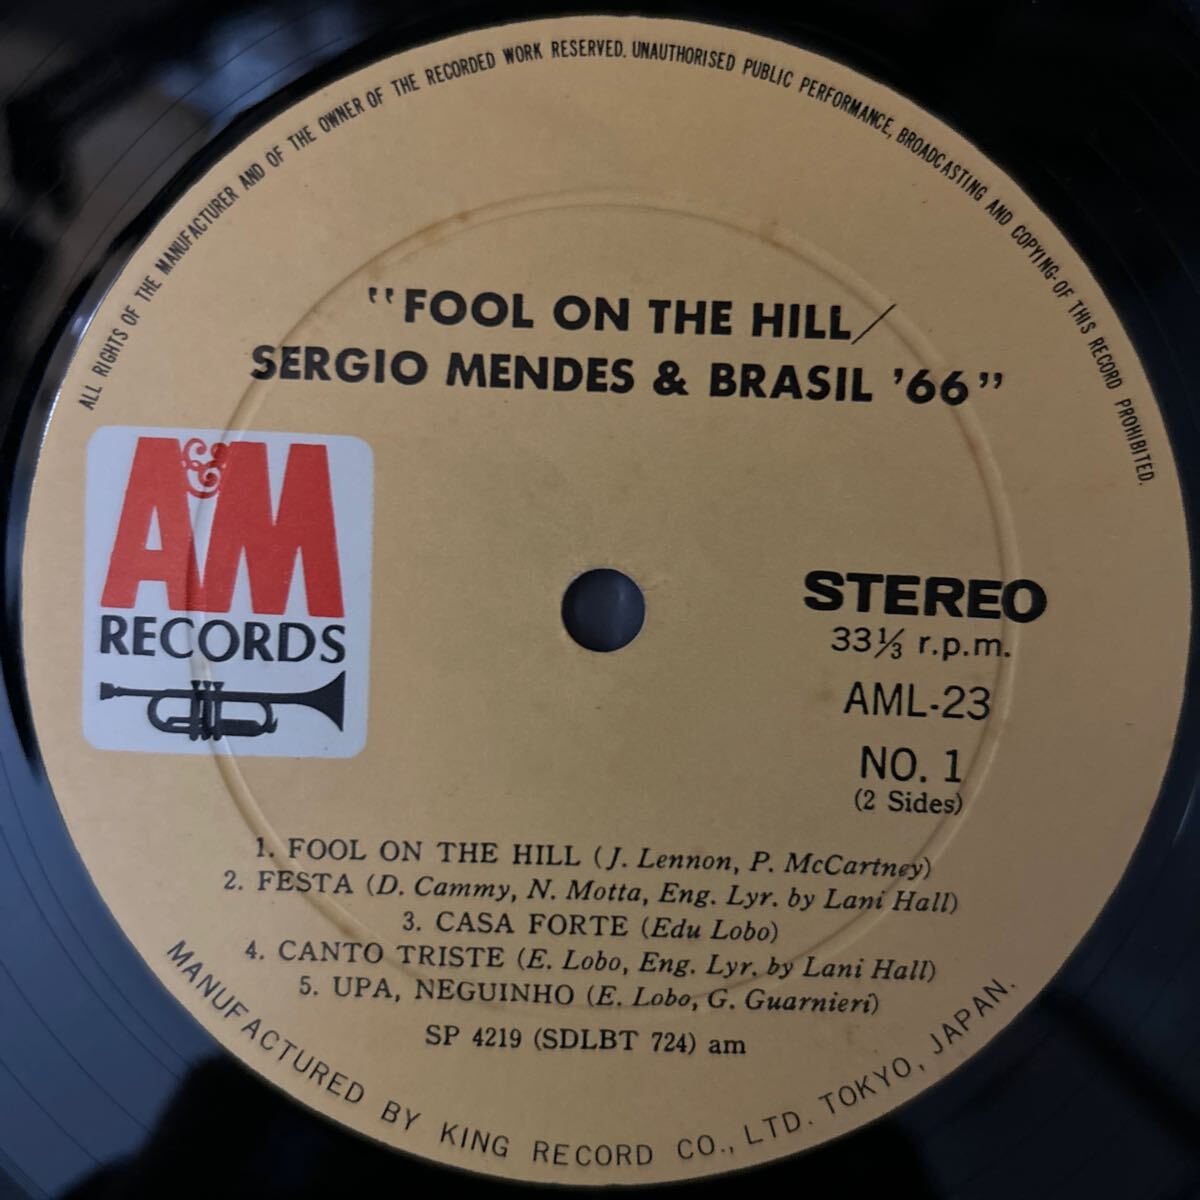 ALL RIGHTS OF THE MANUFACTURER AND OF THE OWNER OF THE RECORDED WORK RESERVED. UNAUTHORISED PUBLIC PERFORMANCE, BROADCASTING AND COPYING-OF THIS RECORD PROHIBITED.
"FOOL ON THE HILL/
SERGIO MENDES & BRASIL '66"
A&M
RECORDS
STEREO
33⅓ r.p.m.
AML-23
NO. 1
(2 Sides)
1. FOOL ON THE HILL (J. Lennon, P. McCartney)
2. FESTA (D. Cammy, N. Motta, Eng. Lyr. by Lani Hall)
3. CASA FORTE (Edu Lobo)
4. CANTO TRISTE (E. Lobo, Eng. Lyr. by Lani Hall)
5. UPA, NEGUINHO (E. Lobo, G. Guarnieri)
SP 4219 (SDLBT 724) am
MANUFACTURED BY KING RECORD CO., LTD. TOKYO, JAPAN.